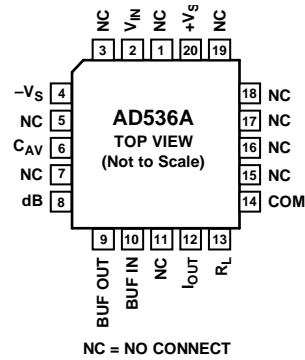 NC VIN NC +VS NC
3 2 1 20 19
–VS 4
NC 5
CAV 6
NC 7
dB 8
AD536A
TOP VIEW
(Not to Scale)
18 NC
17 NC
16 NC
15 NC
14 COM
9 10 11 12 13
BUF OUT BUF IN NC IOUT RL
NC = NO CONNECT